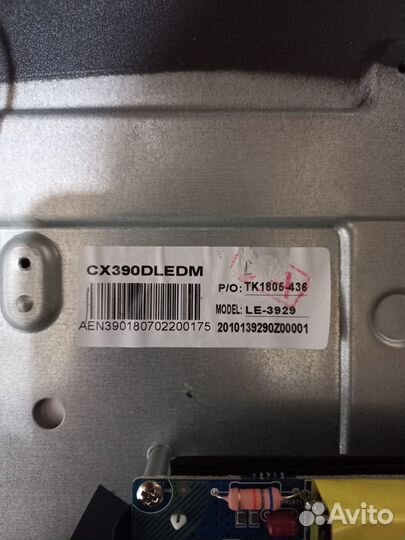 CX390DLEDM
P/O: TK1805-436
MODEL: LE-3929
AEN390180702200175 2010139290Z00001
Avito